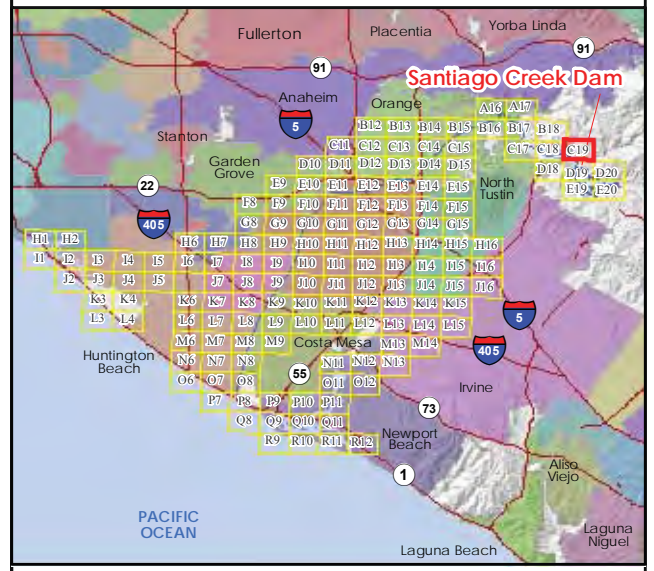 Fullerton
Placentia
Yorba Linda
91
91
Santiago Creek Dam
Anaheim
Orange
A16 A17
5
B12 B13 B14 B15 B16 B17 B18
Stanton
C11 C12 C13 C14 C15 C17 C18 C19
Garden
Grove
D10 D11 D12 D13 D14 D15 D18 D19 D20
22
E9 E10 E11 E12 E13 E14 E15 E19 E20
North
Tustin
F8 F9 F10 F11 F12 F13 F14 F15
405
G8 G9 G10 G11 G12 G13 G14 G15
H1 H2 H6 H7 H8 H9 H10 H11 H12 H13 H14 H15 H16
I1 I2 I3 I4 I5 I6 I7 I8 I9 I10 I11 I12 I13 I14 I15 I16
J2 J3 J4 J5 J7 J8 J9 J10 J11 J12 J13 J14 J15 J16
K3 K4 K6 K7 K8 K9 K10 K11 K12 K13 K14 K15
5
L3 L4 L6 L7 L8 L9 L10 L11 L12 L13 L14 L15
M6 M7 M8 M9 Costa Mesa M13 M14
405
Huntington
Beach
N6 N7 N8 N11 N12 N13
55
O6 O7 O8 O11 O12
Irvine
P7 P8 P9 P10 P11
73
Q8 Q9 Q10 Q11
Newport
Beach
R9 R10 R11 R12
1
Aliso
Viejo
PACIFIC
OCEAN
Laguna
Niguel
Laguna Beach